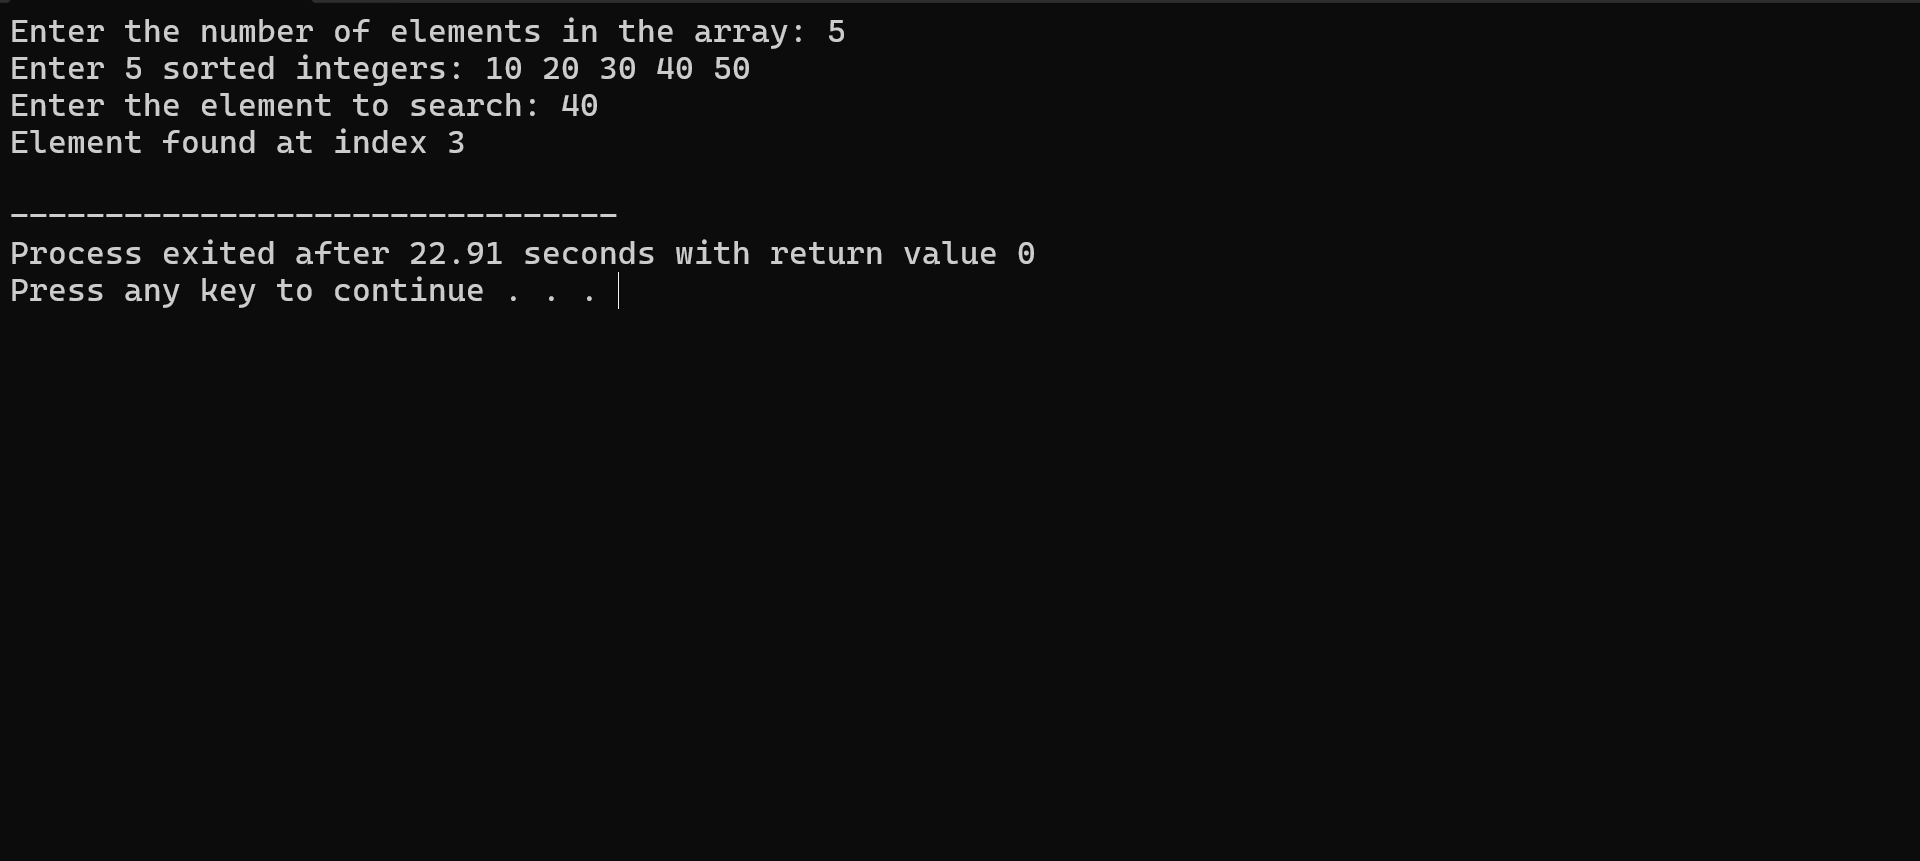 Enter the number of elements in the array: 5
Enter 5 sorted integers: 10 20 30 40 50
Enter the element to search: 40
Element found at index 3
--------------------------------
Process exited after 22.91 seconds with return value 0
Press any key to continue . . .